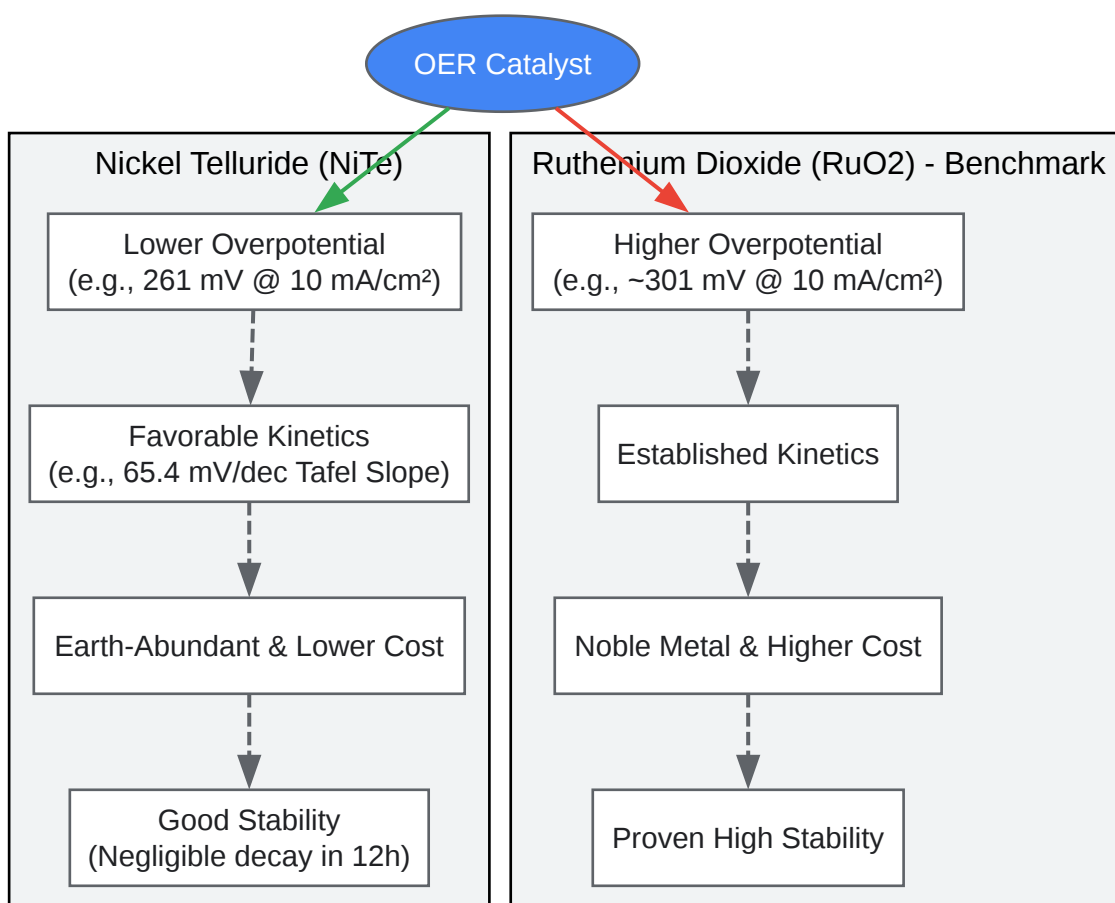 OER Catalyst
Nickel Telluride (NiTe)
Lower Overpotential
(e.g., 261 mV @ 10 mA/cm²)
Favorable Kinetics
(e.g., 65.4 mV/dec Tafel Slope)
Earth-Abundant & Lower Cost
Good Stability
(Negligible decay in 12h)
Ruthenium Dioxide (RuO2) - Benchmark
Higher Overpotential
(e.g., ~301 mV @ 10 mA/cm²)
Established Kinetics
Noble Metal & Higher Cost
Proven High Stability